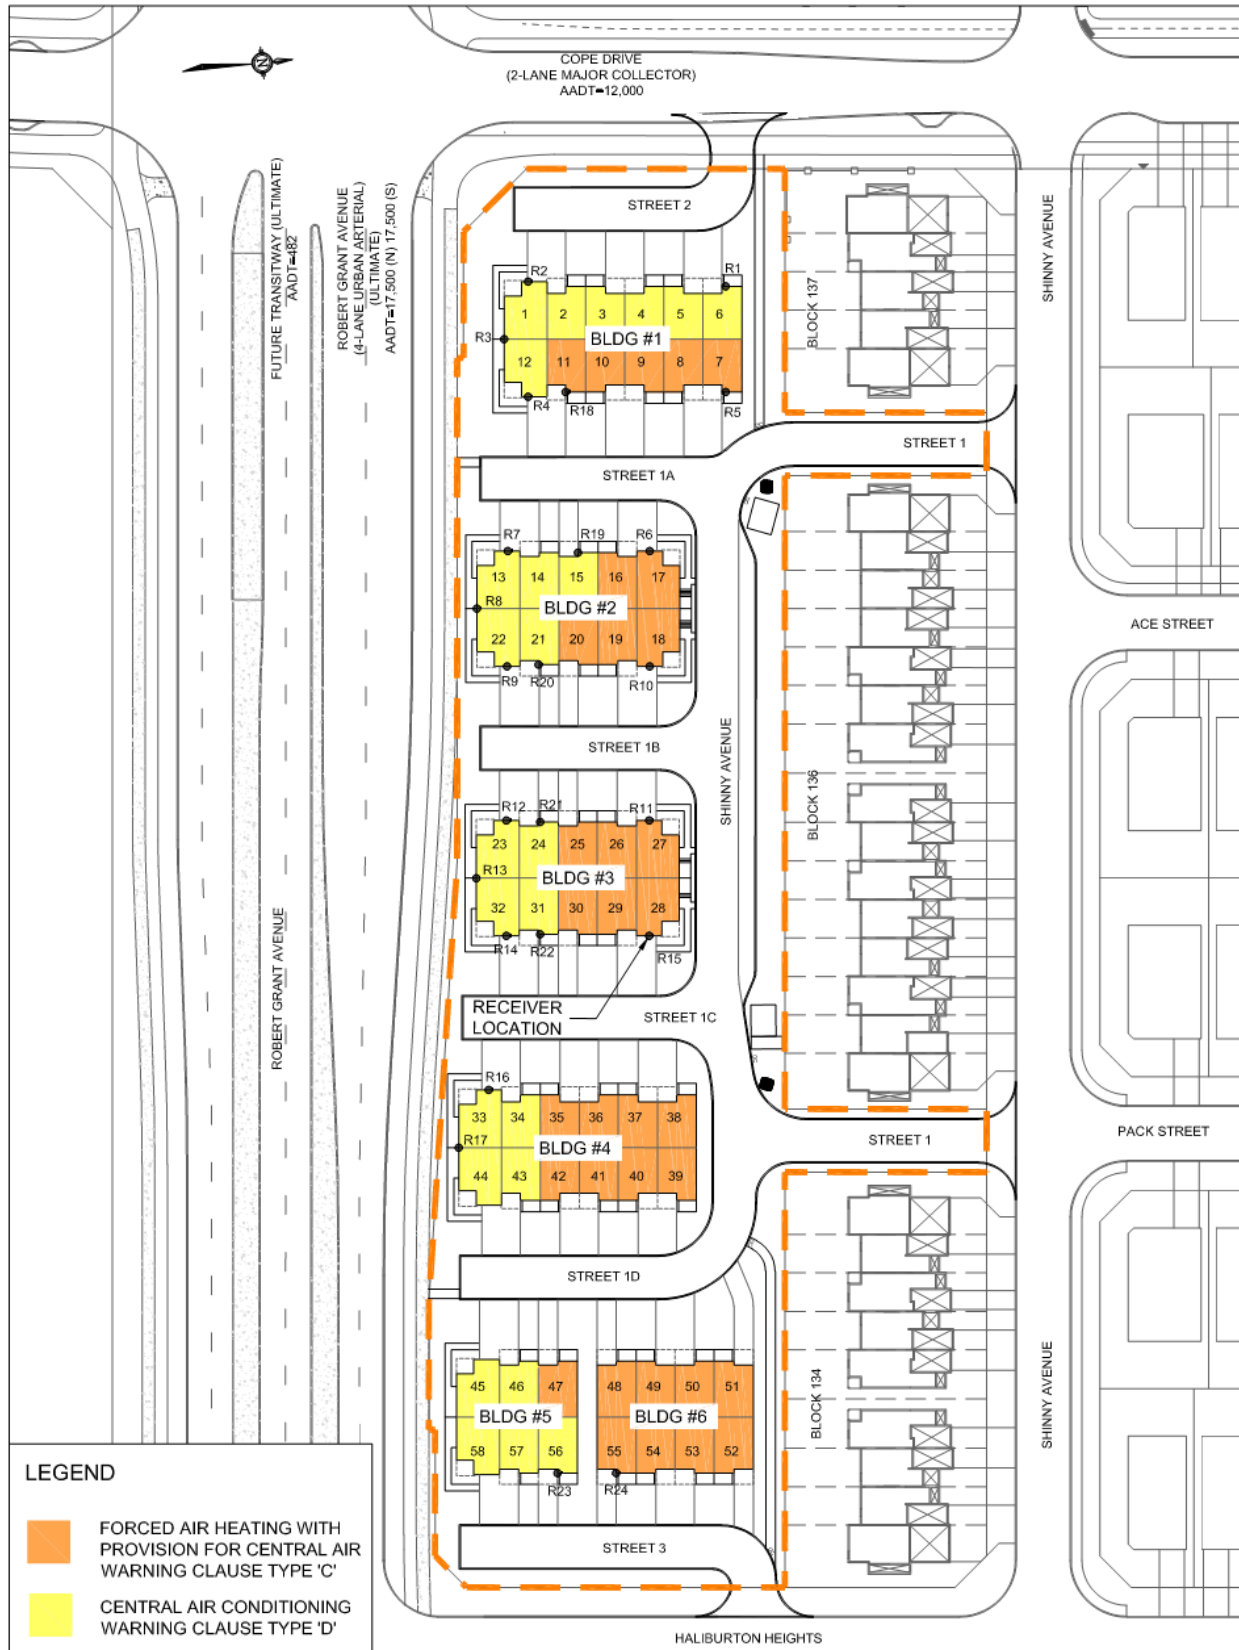 N
COPE DRIVE
(2-LANE MAJOR COLLECTOR)
AADT=12,000
FUTURE TRANSITWAY (ULTIMATE)
AADT=482
ROBERT GRANT AVENUE
(4-LANE URBAN ARTERIAL)
(ULTIMATE)
AADT=17,500 (N) 17,500 (S)
STREET 2
SHINNY AVENUE
BLOCK 137
R2
R1
1 2 3 4 5 6
R3
BLDG #1
12 11 10 9 8 7
R4
R18
R5
STREET 1
STREET 1A
R7
R19
R6
13 14 15 16 17
R8
BLDG #2
22 21 20 19 18
R9
R20
R10
ACE STREET
STREET 1B
SHINNY AVENUE
BLOCK 136
R12
R21
R11
23 24 25 26 27
R13
BLDG #3
32 31 30 29 28
R14
R22
R15
ROBERT GRANT AVENUE
RECEIVER
LOCATION
STREET 1C
R16
33 34 35 36 37 38
R17
BLDG #4
44 43 42 41 40 39
STREET 1
PACK STREET
STREET 1D
45 46 47
BLDG #5
58 57 56
R23
48 49 50 51
BLDG #6
55 54 53 52
R24
BLOCK 134
SHINNY AVENUE
STREET 3
HALIBURTON HEIGHTS
LEGEND
FORCED AIR HEATING WITH
PROVISION FOR CENTRAL AIR
WARNING CLAUSE TYPE 'C'
CENTRAL AIR CONDITIONING
WARNING CLAUSE TYPE 'D'